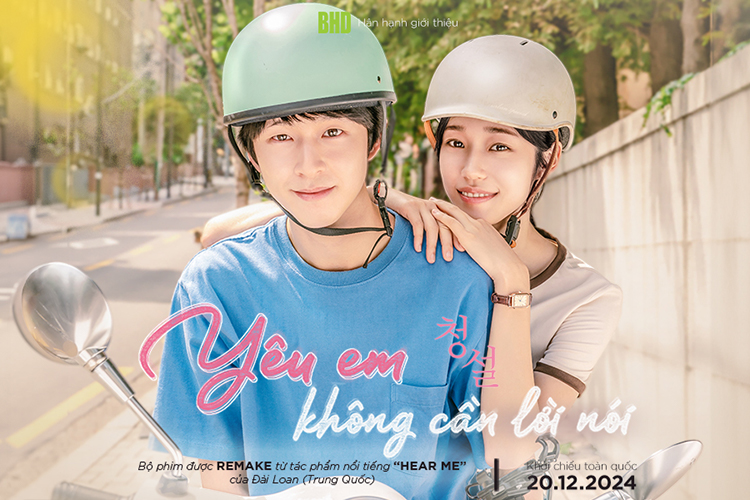 BHD Hân hạnh giới thiệu
Yêu em
청설
không cần lời nói
Bộ phim được REMAKE từ tác phẩm nổi tiếng “HEAR ME”
của Đài Loan (Trung Quốc)
Khởi chiếu toàn quốc
20.12.2024